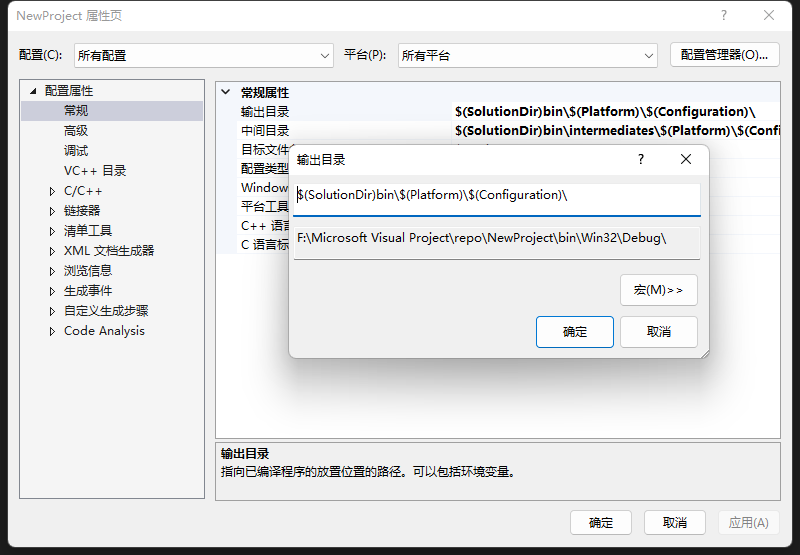 NewProject 属性页
配置(C):
所有配置
平台(P):
所有平台
配置管理器(O)...
配置属性
常规
高级
调试
VC++ 目录
C/C++
链接器
清单工具
XML 文档生成器
浏览信息
生成事件
自定义生成步骤
Code Analysis
常规属性
输出目录 $(SolutionDir)bin\$(Platform)\$(Configuration)\
中间目录 $(SolutionDir)bin\intermediates\$(Platform)\$(Confi
目标文件
配置类型
Window
平台工具
C++ 语
C 语言标
输出目录
$(SolutionDir)bin\$(Platform)\$(Configuration)\
F:\Microsoft Visual Project\repo\NewProject\bin\Win32\Debug\
宏(M)>>
确定
取消
输出目录
指向已编译程序的放置位置的路径。可以包括环境变量。
确定
取消
应用(A)